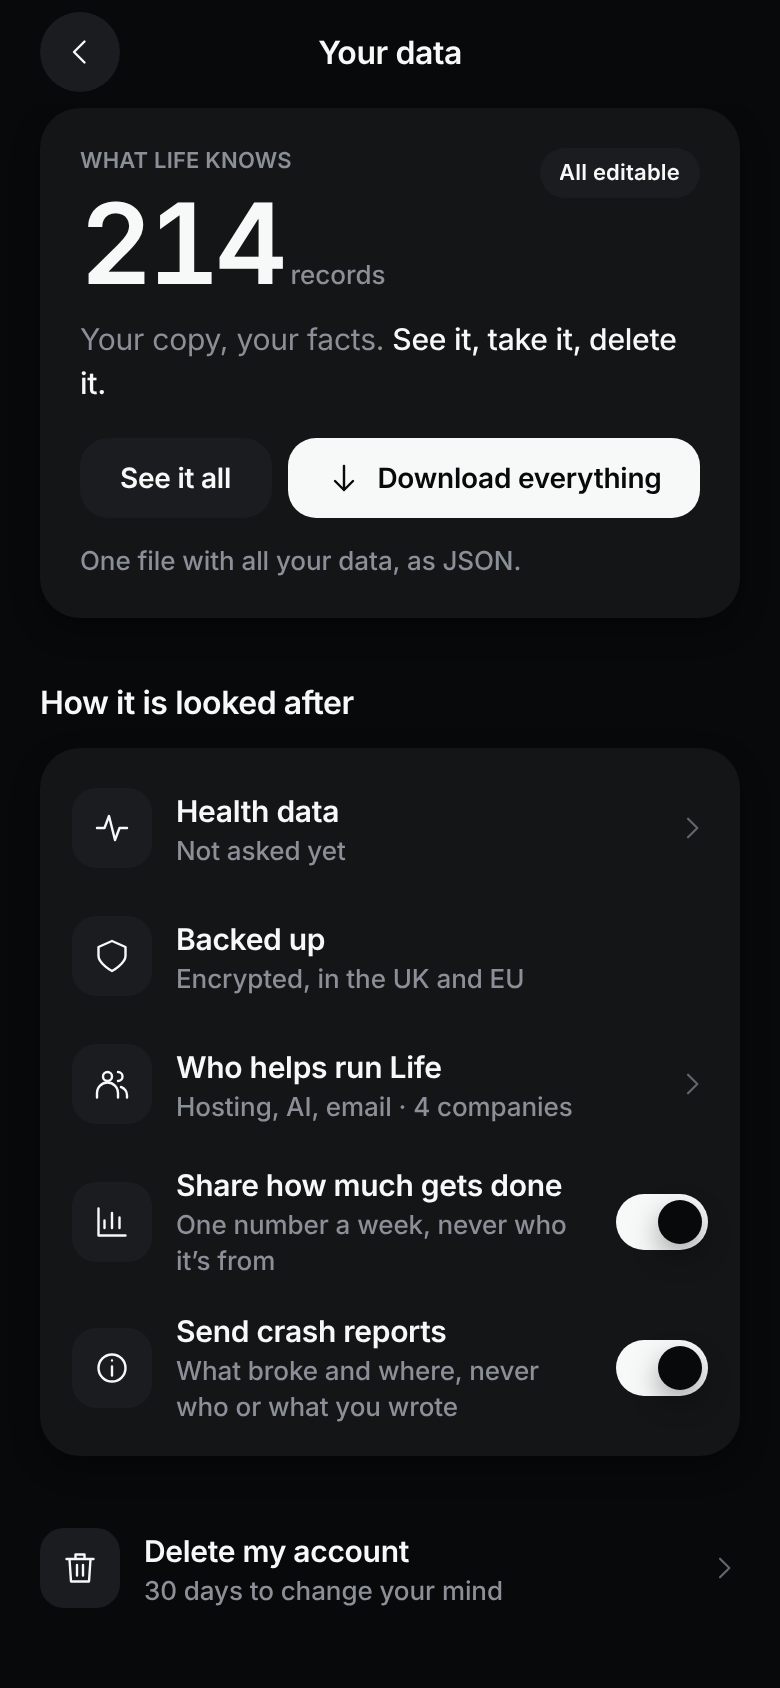 Your data
WHAT LIFE KNOWS
All editable
214 records
Your copy, your facts. See it, take it, delete
it.
See it all
Download everything
One file with all your data, as JSON.
How it is looked after
Health data
Not asked yet
Backed up
Encrypted, in the UK and EU
Who helps run Life
Hosting, AI, email · 4 companies
Share how much gets done
One number a week, never who
it’s from
Send crash reports
What broke and where, never
who or what you wrote
Delete my account
30 days to change your mind